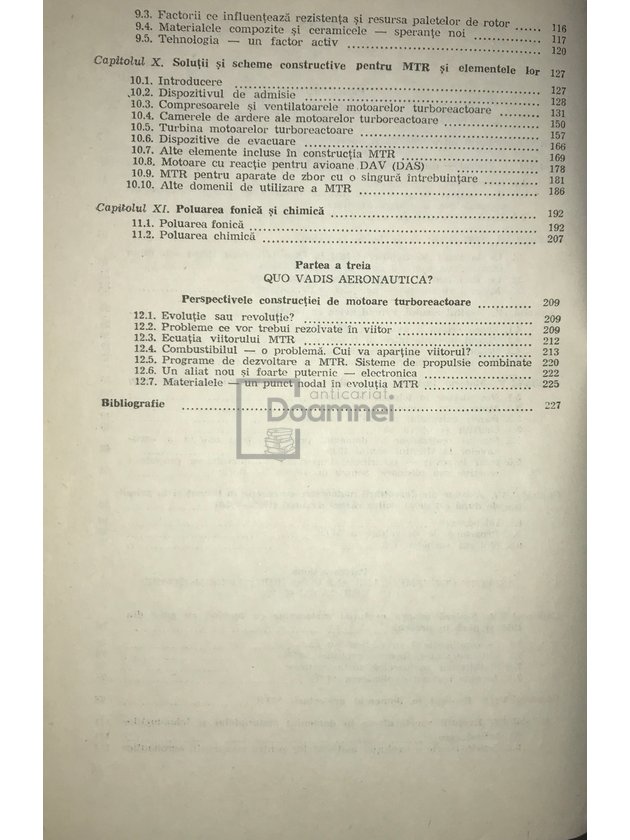 9.3. Factorii ce influențează rezistența și resursa paletelor de rotor ..... 116
9.4. Materialele compozite și ceramicele — speranțe noi ..... 117
9.5. Tehnologia — un factor activ ..... 120
Capitolul X. Soluții și scheme constructive pentru MTR și elementele lor 127
10.1. Introducere ..... 127
10.2. Dispozitivul de admisie ..... 128
10.3. Compresoarele și ventilatoarele motoarelor turboreactoare ..... 131
10.4. Camerele de ardere ale motoarelor turboreactoare ..... 150
10.5. Turbina motoarelor turboreactoare ..... 157
10.6. Dispozitive de evacuare ..... 166
10.7. Alte elemente incluse în construcția MTR ..... 169
10.8. Motoare cu reacție pentru avioane DAV (DAS) ..... 178
10.9. MTR pentru aparate de zbor cu o singură întrebuințare ..... 181
10.10. Alte domenii de utilizare a MTR ..... 186
Capitolul XI. Poluarea fonică și chimică ..... 192
11.1. Poluarea fonică ..... 192
11.2. Poluarea chimică ..... 207
Partea a treia
QUO VADIS AERONAUTICA?
Perspectivele construcției de motoare turboreactoare ..... 209
12.1. Evoluție sau revoluție? ..... 209
12.2. Probleme ce vor trebui rezolvate în viitor ..... 209
12.3. Ecuația viitorului MTR ..... 212
12.4. Combustibilul — o problemă. Cui va aparține viitorul? ..... 213
12.5. Programe de dezvoltare a MTR. Sisteme de propulsie combinate 220
12.6. Un aliat nou și foarte puternic — electronica ..... 222
12.7. Materialele — un punct nodal în evoluția MTR ..... 225
Bibliografie ..... 227
anticariat
Doamnei